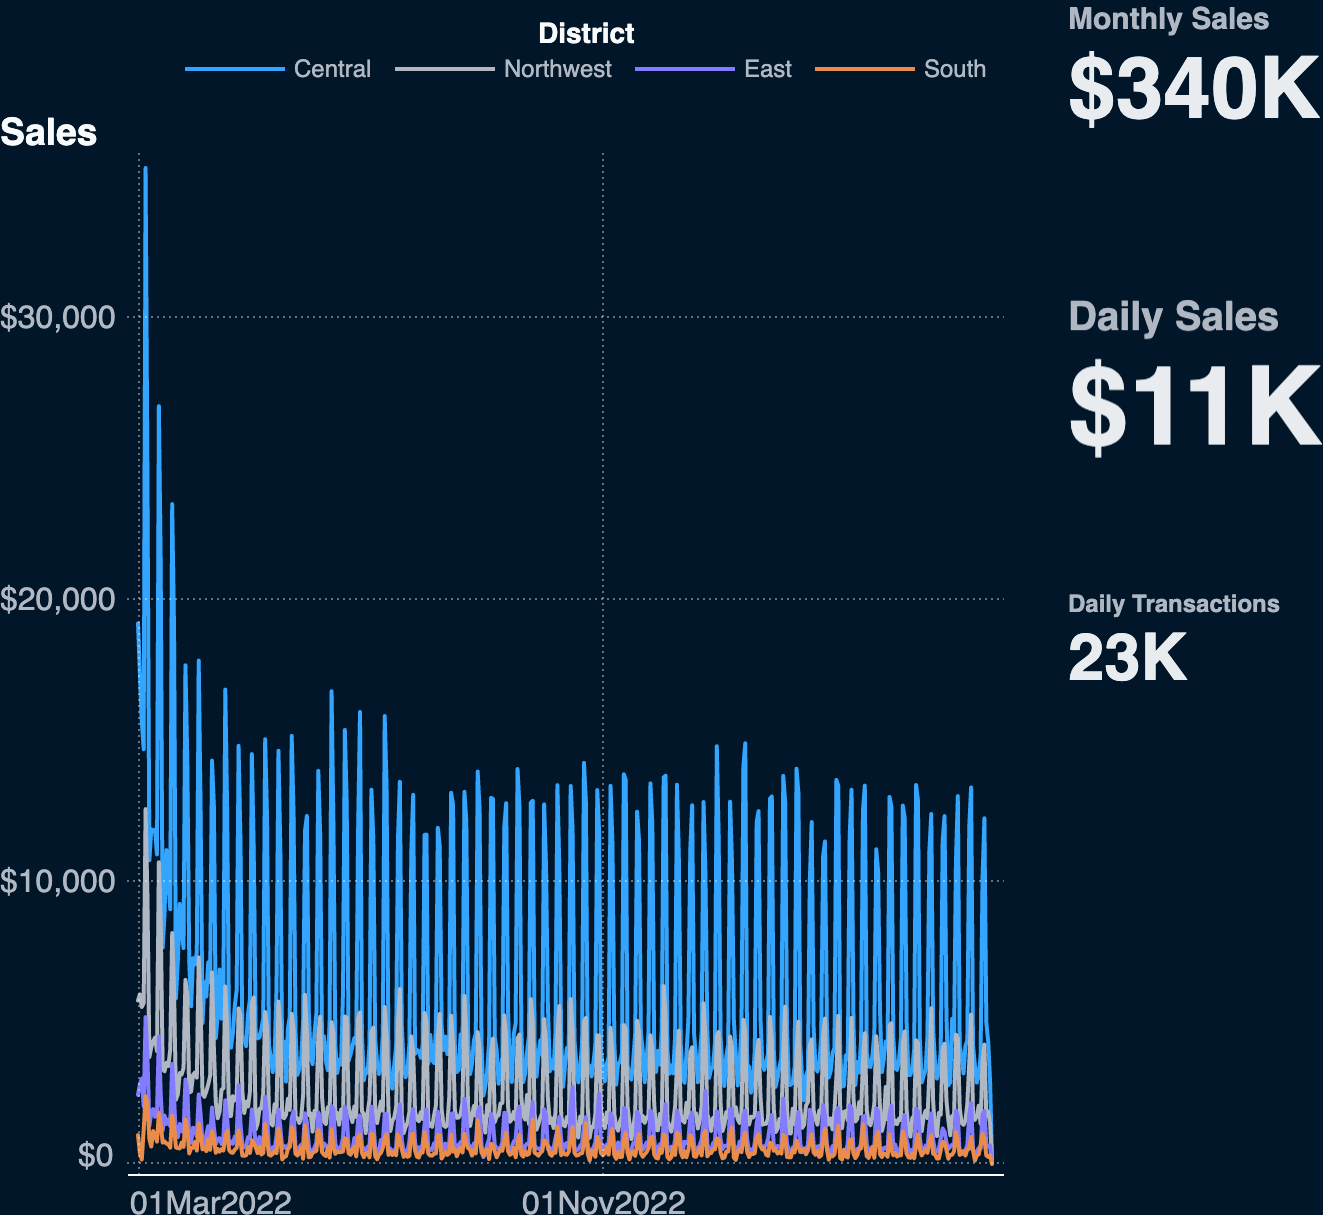 District
Central Northwest East South
Sales
$30,000
$20,000
$10,000
$0
01Mar2022 01Nov2022
Monthly Sales
$340K
Daily Sales
$11K
Daily Transactions
23K